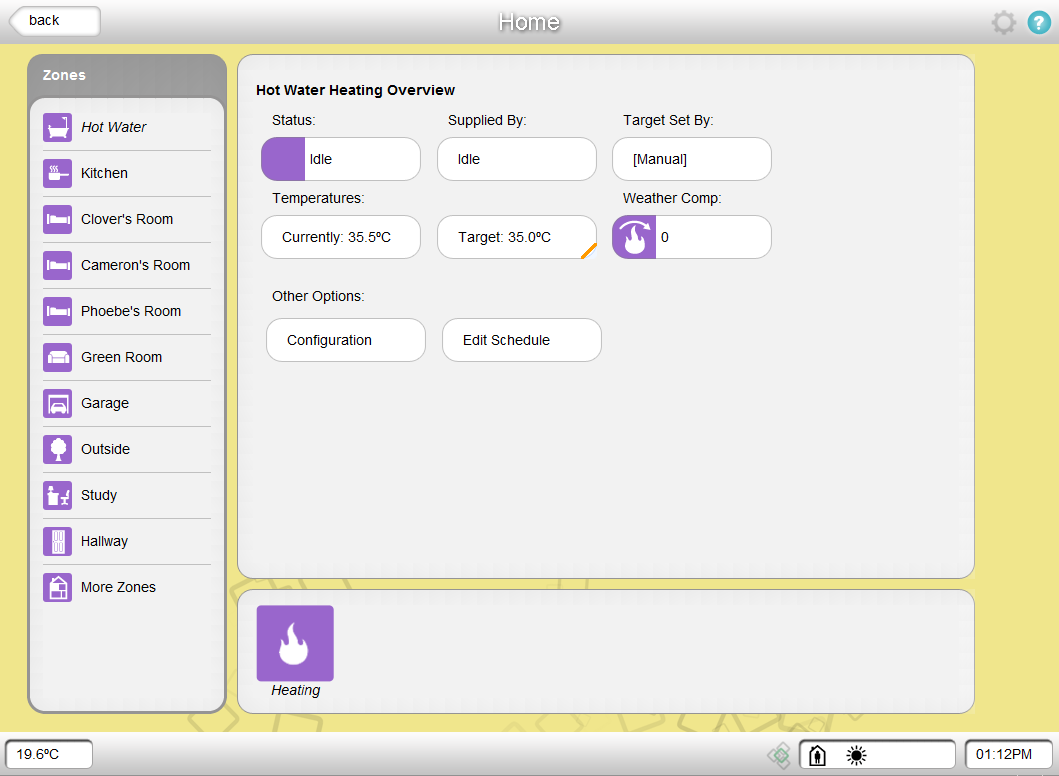 back
Home
?
Zones
Hot Water
Kitchen
Clover's Room
Cameron's Room
Phoebe's Room
Green Room
Garage
Outside
Study
Hallway
More Zones
Hot Water Heating Overview
Status:
Supplied By:
Target Set By:
Idle
Idle
[Manual]
Temperatures:
Weather Comp:
Currently: 35.5ºC
Target: 35.0ºC
0
Other Options:
Configuration
Edit Schedule
Heating
19.6ºC
01:12PM